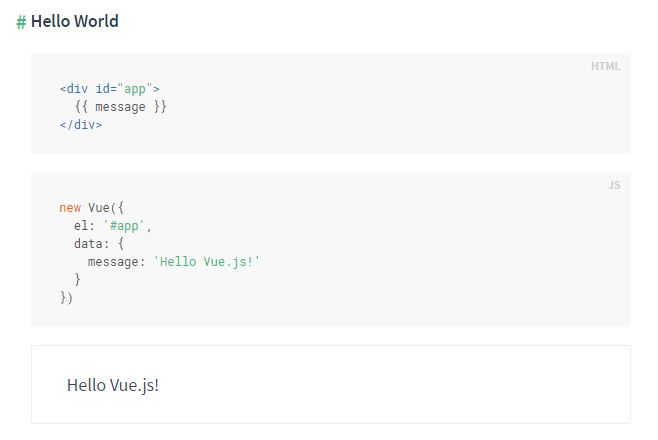 # Hello World
HTML
<div id="app">
  {{ message }}
</div>
JS
new Vue({
  el: '#app',
  data: {
    message: 'Hello Vue.js!'
  }
})
Hello Vue.js!